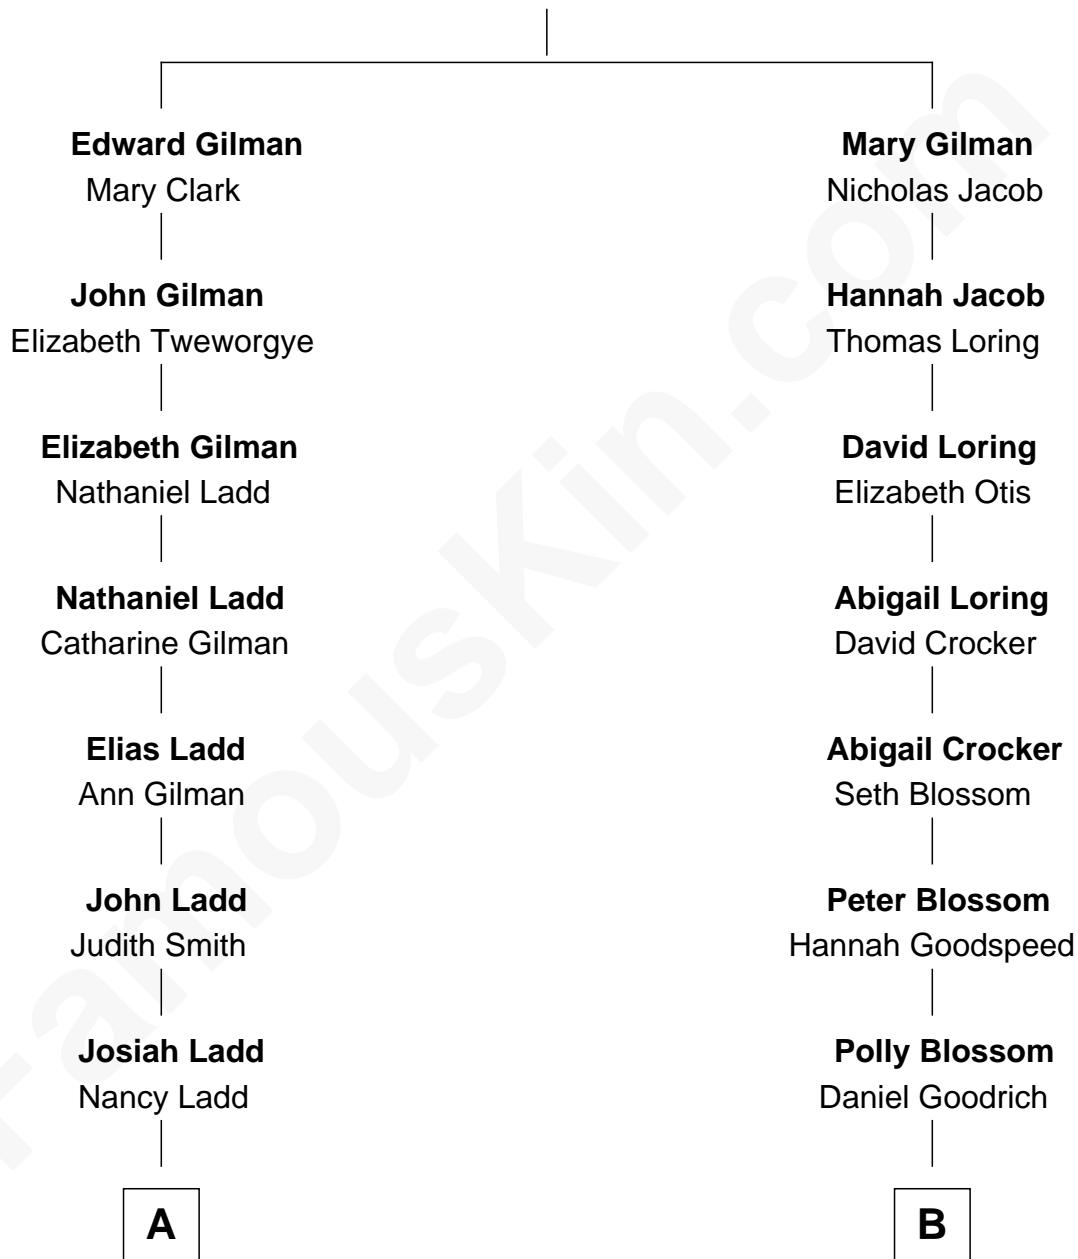 Edward Gilman
Mary Clark
John Gilman
Elizabeth Tweworgye
Elizabeth Gilman
Nathaniel Ladd
Nathaniel Ladd
Catharine Gilman
Elias Ladd
Ann Gilman
John Ladd
Judith Smith
Josiah Ladd
Nancy Ladd
A
Mary Gilman
Nicholas Jacob
Hannah Jacob
Thomas Loring
David Loring
Elizabeth Otis
Abigail Loring
David Crocker
Abigail Crocker
Seth Blossom
Peter Blossom
Hannah Goodspeed
Polly Blossom
Daniel Goodrich
B
FamousKin.com